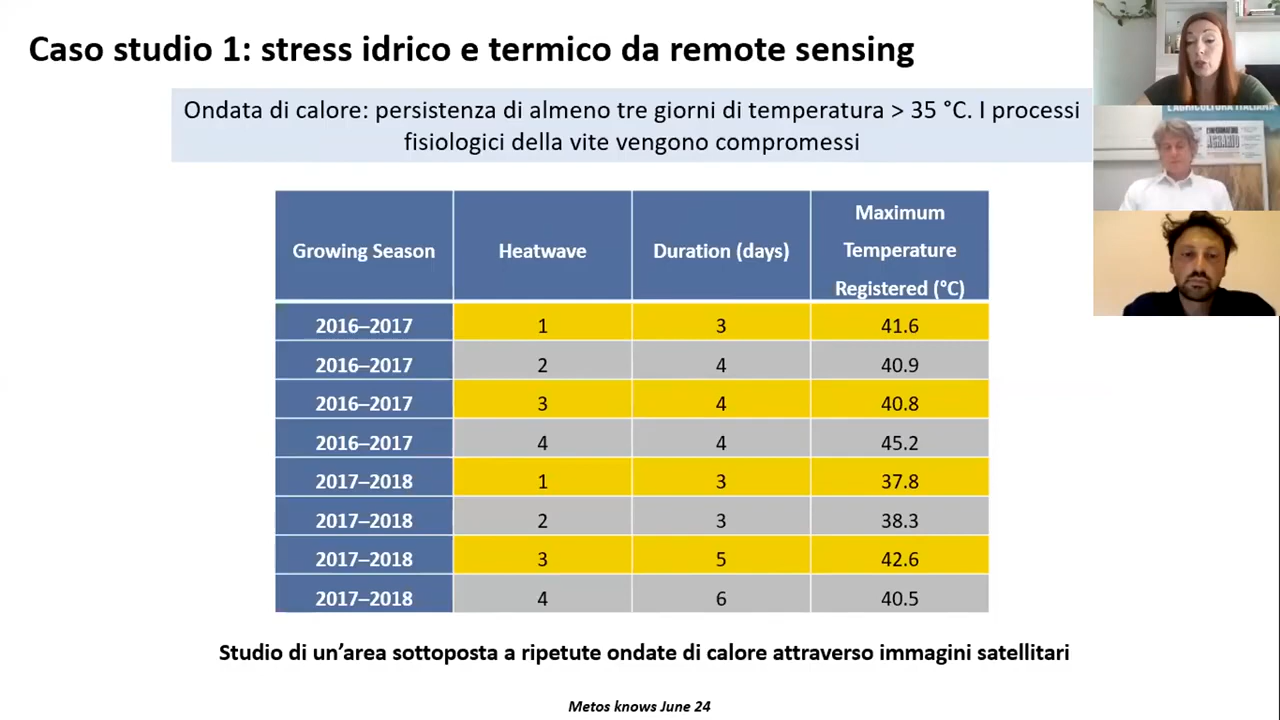 Caso studio 1: stress idrico e termico da remote sensing
Ondata di calore: persistenza di almeno tre giorni di temperatura > 35 °C. I processi
fisiologici della vite vengono compromessi
Growing Season Heatwave Duration (days) Maximum
Temperature
Registered (°C)
2016–2017 1 3 41.6
2016–2017 2 4 40.9
2016–2017 3 4 40.8
2016–2017 4 4 45.2
2017–2018 1 3 37.8
2017–2018 2 3 38.3
2017–2018 3 5 42.6
2017–2018 4 6 40.5
Studio di un’area sottoposta a ripetute ondate di calore attraverso immagini satellitari
Metos knows June 24
L'AGRICOLTURA ITALIANA
AGRARIO